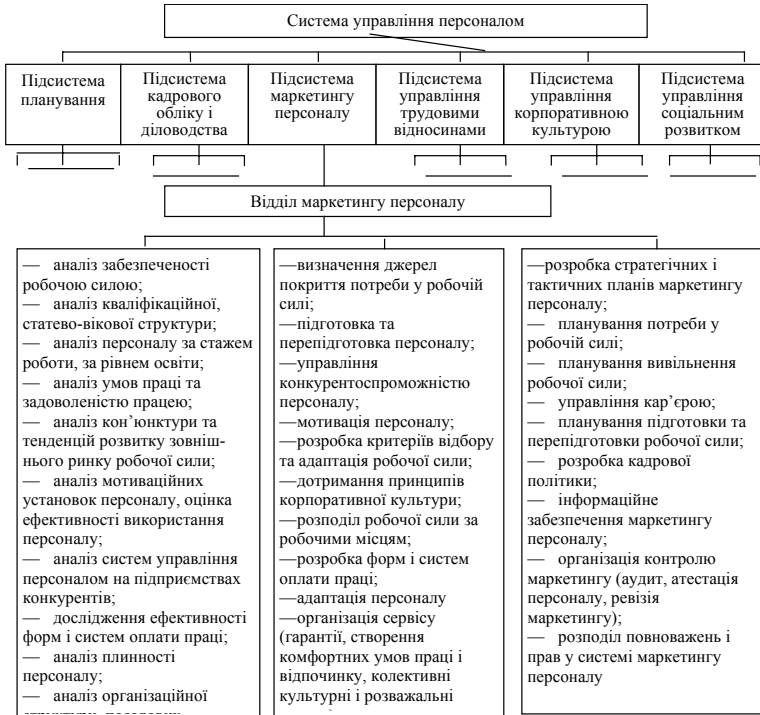 Система управління персоналом
Підсистема
планування
Підсистема
кадрового
обліку і
діловодства
Підсистема
маркетингу
персоналу
Підсистема
управління
трудовими
відносинами
Підсистема
управління
корпоративною
культурою
Підсистема
управління
соціальним
розвитком
Відділ маркетингу персоналу
— аналіз забезпеченості
робочою силою;
— аналіз кваліфікаційної,
статево-вікової структури;
— аналіз персоналу за стажем
роботи, за рівнем освіти;
— аналіз умов праці та
задоволеністю працею;
— аналіз кон’юнктури та
тенденцій розвитку зовніш-
нього ринку робочої сили;
— аналіз мотиваційних
установок персоналу, оцінка
ефективності використання
персоналу;
— аналіз систем управління
персоналом на підприємствах
конкурентів;
— дослідження ефективності
форм і систем оплати праці;
— аналіз плинності
персоналу;
— аналіз організаційної
—визначення джерел
покриття потреби у робочій
силі;
—підготовка та
перепідготовка персоналу;
—управління
конкурентоспроможністю
персоналу;
—мотивація персоналу;
—розробка критеріїв відбору
та адаптація робочої сили;
—дотримання принципів
корпоративної культури;
—розподіл робочої сили за
робочими місцям;
—розробка форм і систем
оплати праці;
—адаптація персоналу
—організація сервісу
(гарантії, створення
комфортних умов праці і
відпочинку, колективні
культурні і розважальні
—розробка стратегічних і
тактичних планів маркетингу
персоналу;
— планування потреби у
робочій силі;
— планування вивільнення
робочої сили;
— управління кар’єрою;
— планування підготовки та
перепідготовки робочої сили;
— розробка кадрової
політики;
— інформаційне
забезпечення маркетингу
персоналу;
— організація контролю
маркетингу (аудит, атестація
персоналу, ревізія
маркетингу);
— розподіл повноважень і
прав у системі маркетингу
персоналу